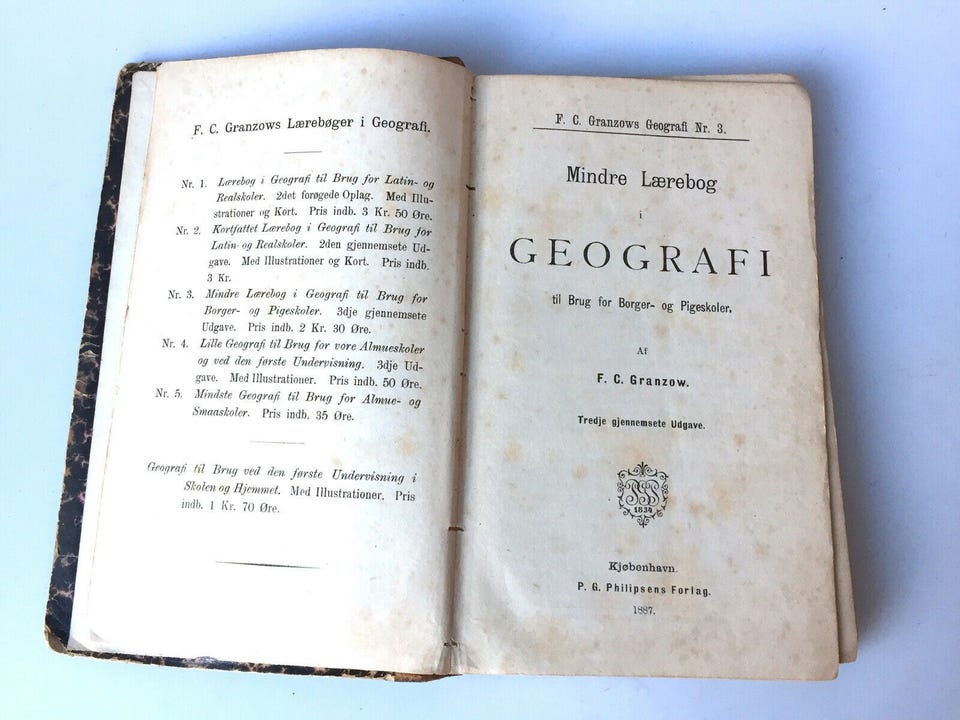 F. C. Granzows Lærebøger i Geografi.
Nr. 1. Lærebog i Geografi til Brug for Latin- og
Realskoler. 2det forøgede Oplag. Med Illu-
strationer og Kort. Pris indb. 3 Kr. 50 Øre.
Nr. 2. Kortfattet Lærebog i Geografi til Brug for
Latin- og Realskoler. 2den gjennemsete Ud-
gave. Med Illustrationer og Kort. Pris indb.
3 Kr.
Nr. 3. Mindre Lærebog i Geografi til Brug for
Borger- og Pigeskoler. 3dje gjennemsete
Udgave. Pris indb. 2 Kr. 30 Øre.
Nr. 4. Lille Geografi til Brug for vore Almueskoler
og ved den første Undervisning. 3dje Ud-
gave. Med Illustrationer. Pris indb. 50 Øre.
Nr. 5. Mindste Geografi til Brug for Almue- og
Smaaskoler. Pris indb. 35 Øre.
Geografi til Brug ved den første Undervisning i
Skolen og Hjemmet. Med Illustrationer. Pris
indb. 1 Kr. 70 Øre.
F. C. Granzows Geografi Nr. 3.
Mindre Lærebog
i
GEOGRAFI
til Brug for Borger- og Pigeskoler.
Af
F. C. Granzow.
Tredje gjennemsete Udgave.
1834
Kjøbenhavn.
P. G. Philipsens Forlag.
1887.